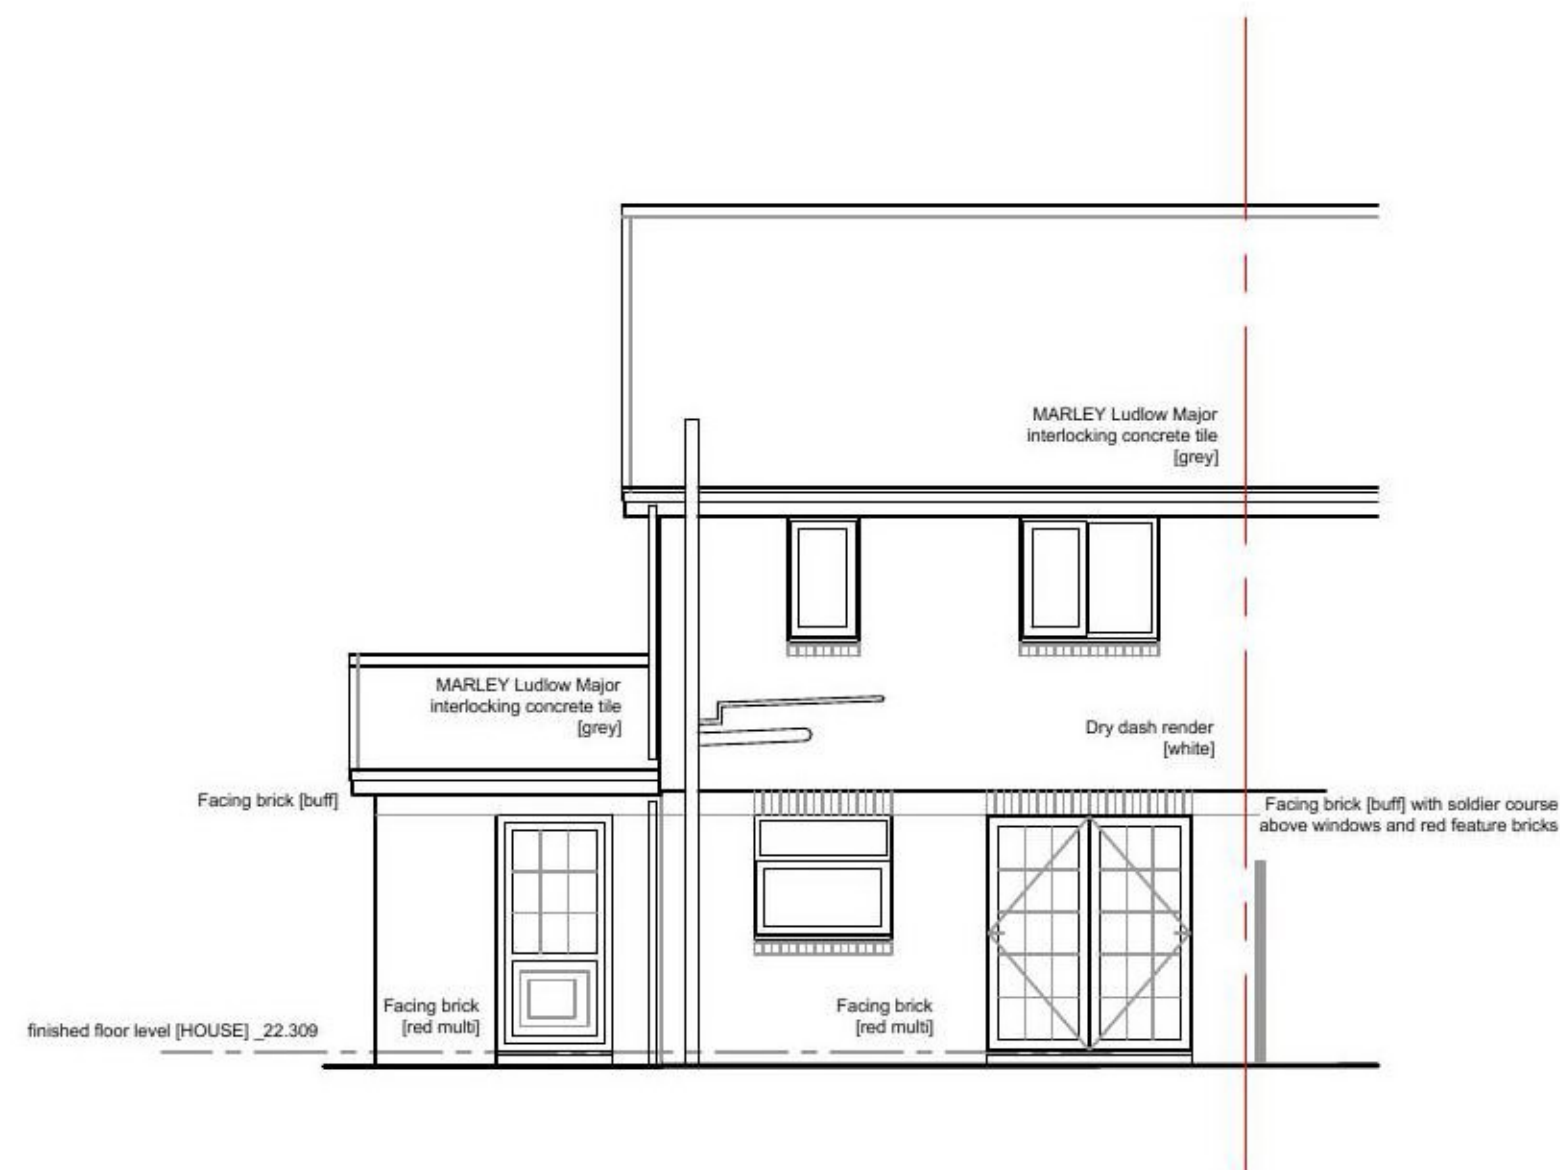 MARLEY Ludlow Major
interlocking concrete tile
[grey]
MARLEY Ludlow Major
interlocking concrete tile
[grey]
Dry dash render
[white]
Facing brick [buff]
Facing brick [buff] with soldier course
above windows and red feature bricks
Facing brick
[red multi]
Facing brick
[red multi]
finished floor level [HOUSE] _22.309